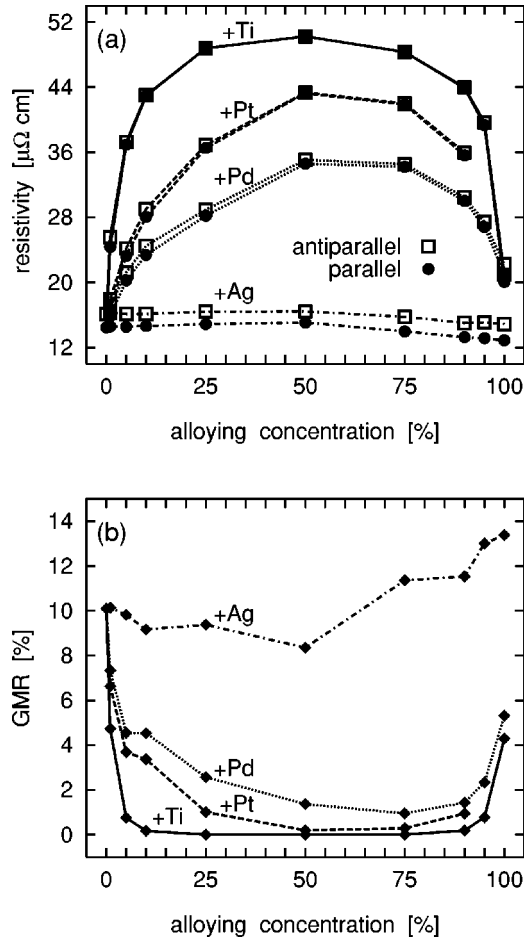 (a)
52
44
36
28
20
12
resistivity [μΩ cm]
+Ti
+Pt
+Pd
+Ag
antiparallel
parallel
0 25 50 75 100
alloying concentration [%]
(b)
14
12
10
8
6
4
2
0
GMR [%]
+Ag
+Pd
+Pt
+Ti
0 25 50 75 100
alloying concentration [%]